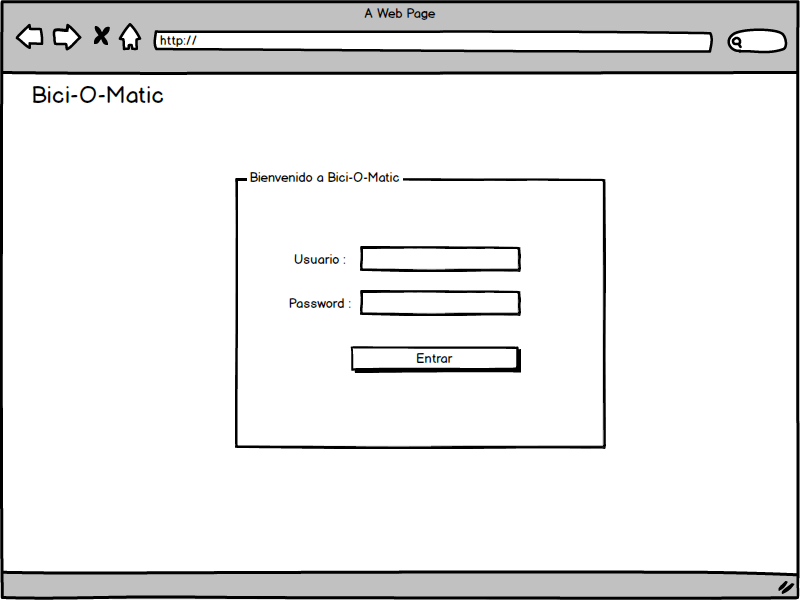 A Web Page
http://
Bici-O-Matic
Bienvenido a Bici-O-Matic
Usuario :
Password :
Entrar